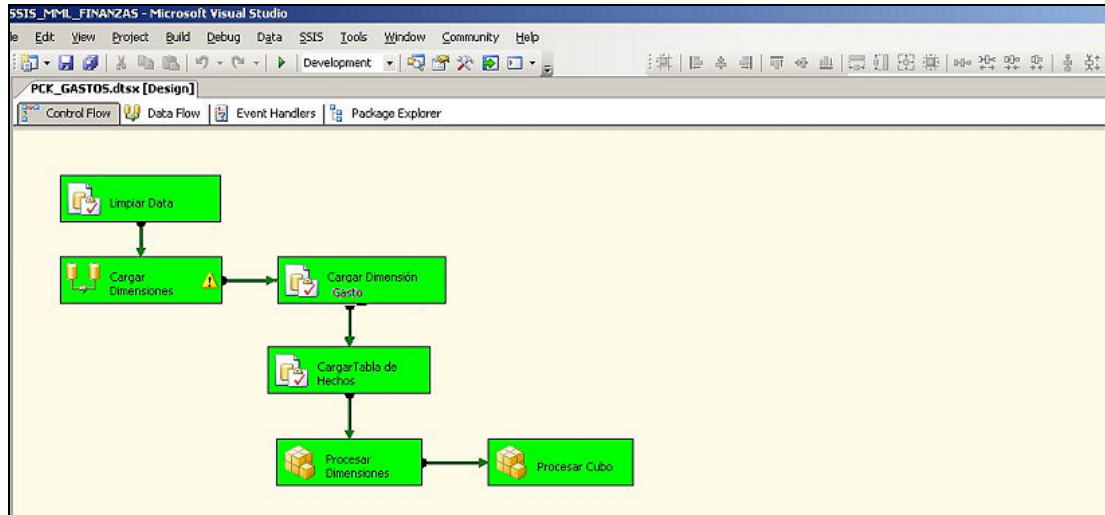 SSIS_MML_FINANZAS - Microsoft Visual Studio
le Edit View Project Build Debug Data SSIS Tools Window Community Help
Development
PCK_GASTOS.dtsx [Design]
Control Flow Data Flow Event Handlers Package Explorer
Limpiar Data
Cargar
Dimensiones
Cargar Dimensión
Gasto
CargarTabla de
Hechos
Procesar
Dimensiones
Procesar Cubo